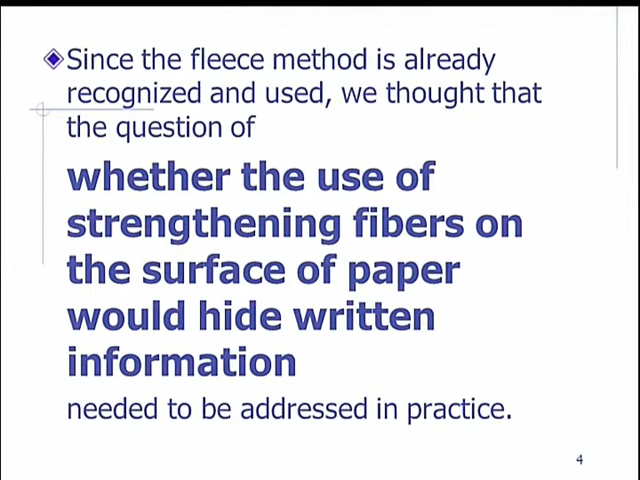 Since the fleece method is already
recognized and used, we thought that
the question of
whether the use of
strengthening fibers on
the surface of paper
would hide written
information
needed to be addressed in practice.
4